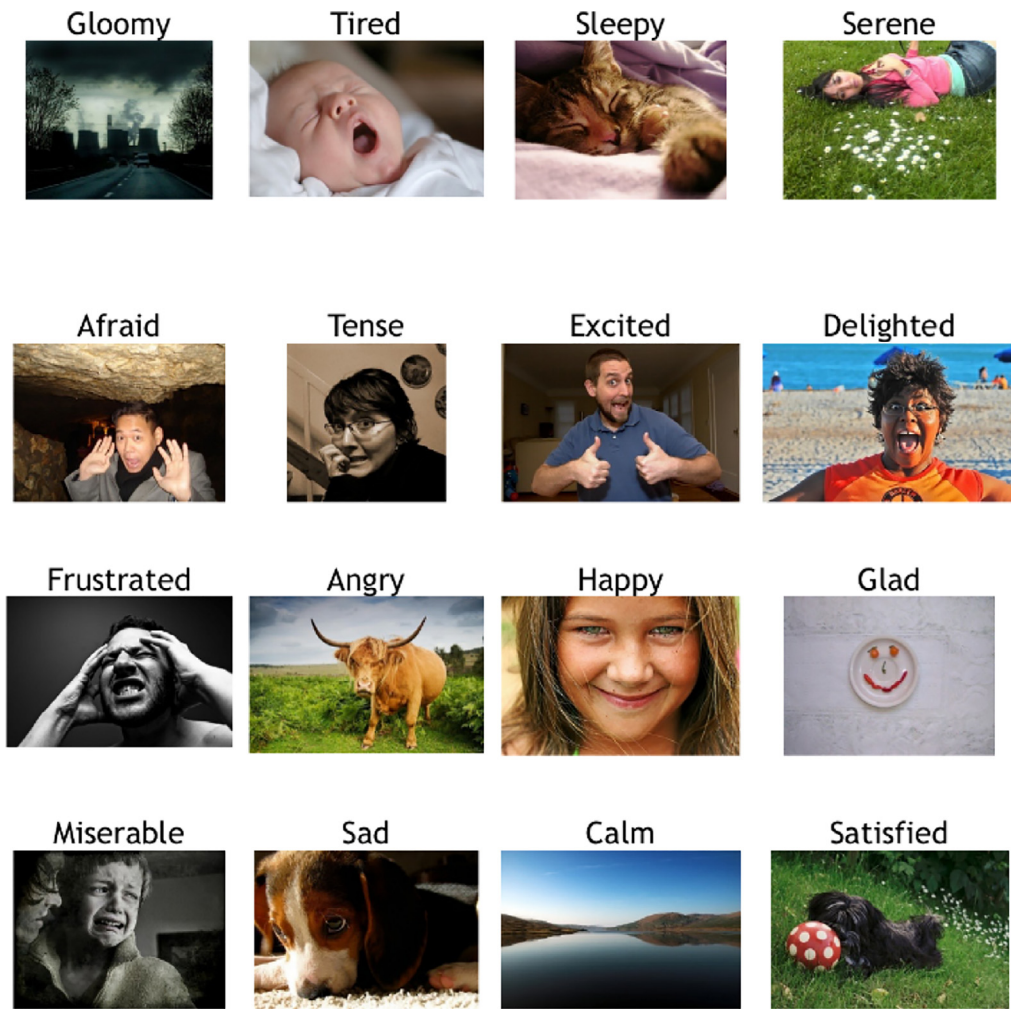 Gloomy Tired Sleepy Serene
Afraid Tense Excited Delighted
Frustrated Angry Happy Glad
Miserable Sad Calm Satisfied